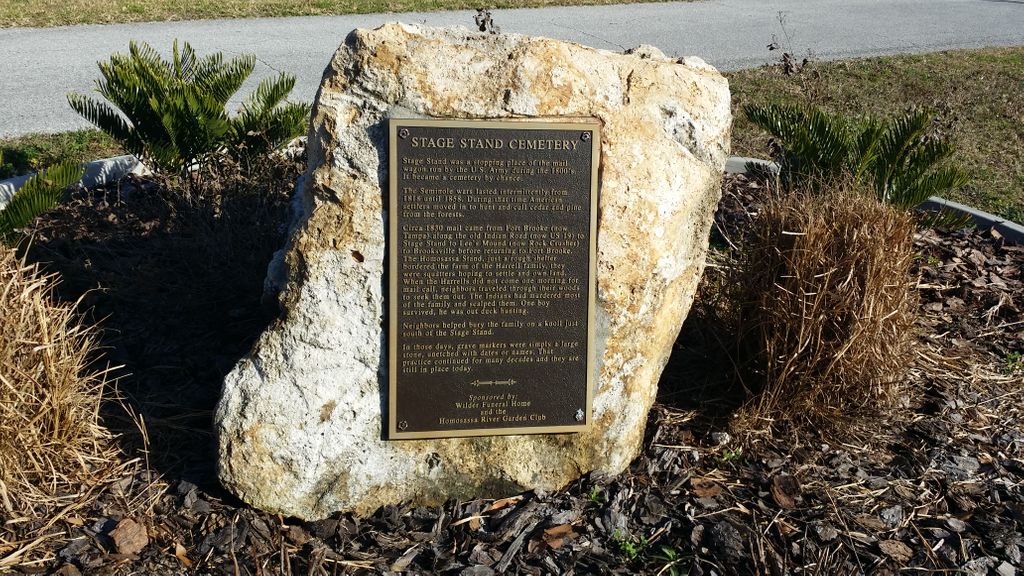 STAGE STAND CEMETERY
Stage Stand was a stopping place of the mail
wagon run by the U.S. Army during the 1800's.
It became a cemetery by chance.
The Seminole wars lasted intermittently from
1818 until 1858. During that time American
settlers moved in to hunt and cull cedar and pine
from the forests.
Circa 1830 mail came from Fort Brooke (now
Tampa) along the old Indian Road (now US19) to
Stage Stand to Lee's Mound (now Rock Crusher)
to Brooksville before returning to Fort Brooke.
The Homosassa Stand, just a rough shelter
bordered the farm of the Harrell family; they
were squatters hoping to settle and own land.
When the Harrells did not come one morning for
mail call, neighbors traveled through their woods
to seek them out. The Indians had murdered most
of the family and scalped them. One boy
survived, he was out duck hunting.
Neighbors helped bury the family on a knoll just
south of the Stage Stand.
In those days, grave markers were simply a large
stone, unetched with dates or names. That
practice continued for many decades and they are
still in place today.
Sponsored by:
Wilder Funeral Home
and the
Homosassa River Garden Club